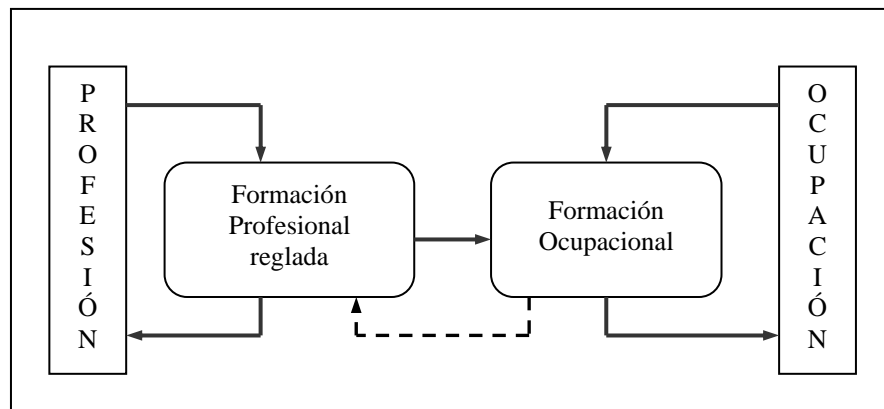 PROFESIÓN
Formación
Profesional
reglada
Formación
Ocupacional
OCUPACIÓN